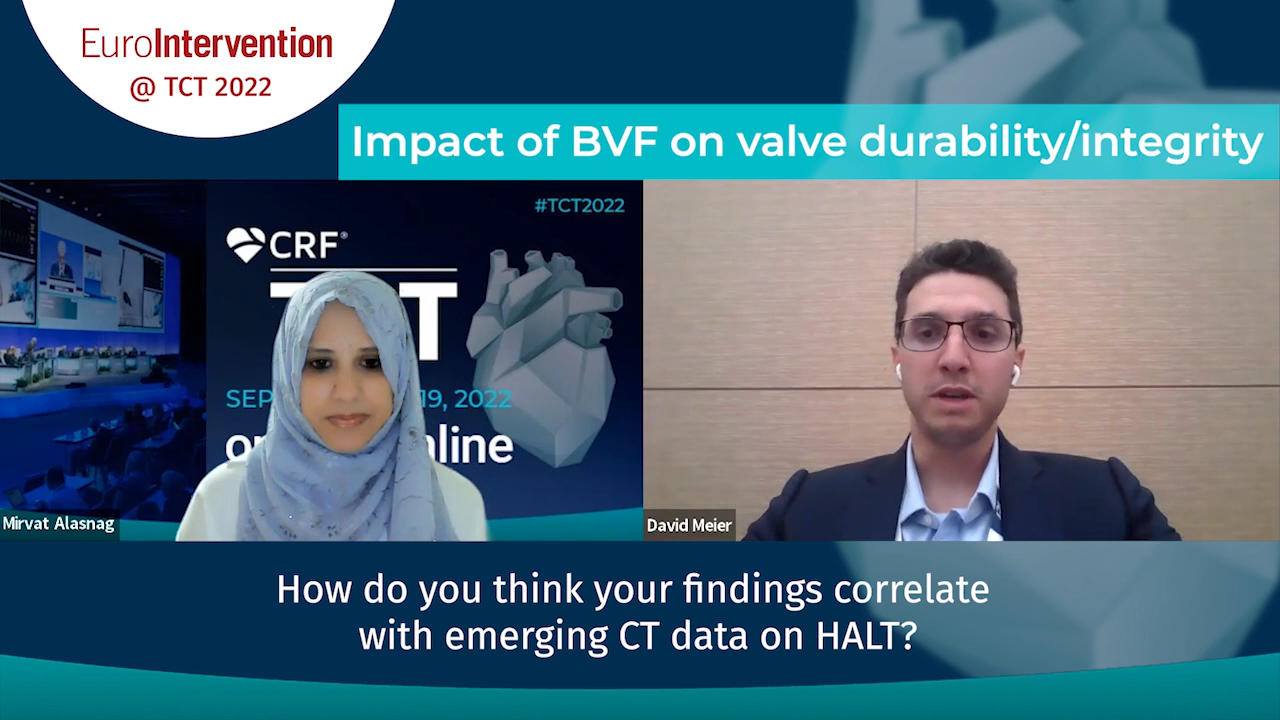 EuroIntervention
@ TCT 2022
Impact of BVF on valve durability/integrity
#TCT2022
CRF®
19, 2022
Mirvat Alasnag
David Meier
How do you think your findings correlate
with emerging CT data on HALT?